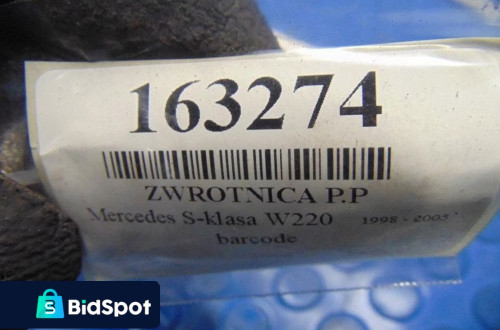 163274
ZWROTNICA P.P
Mercedes S-klasa W220 1998 - 2005
barcode
S BidSpot